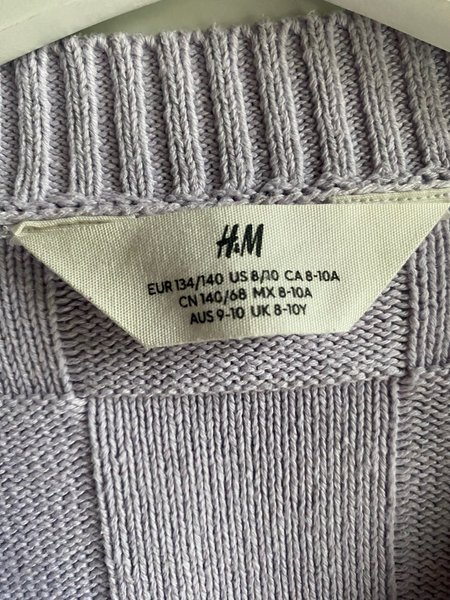 H&M
EUR 134/140 US 8/10 CA 8-10A
CN 140/68 MX 8-10A
AUS 9-10 UK 8-10Y